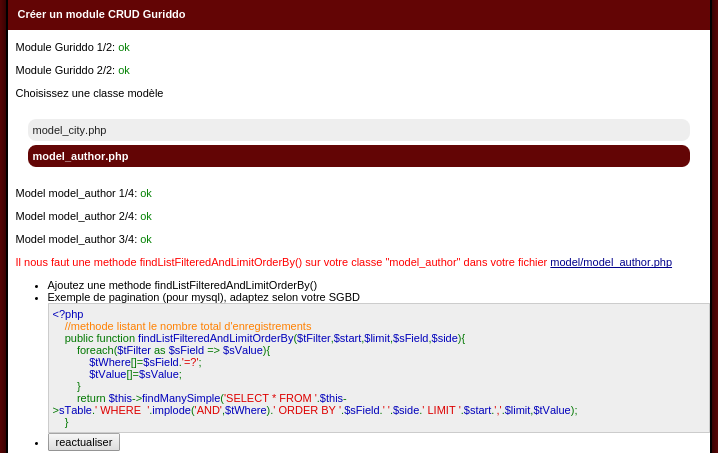 Créer un module CRUD Guriddo
Module Guriddo 1/2: ok
Module Guriddo 2/2: ok
Choisissez une classe modèle
model_city.php
model_author.php
Model model_author 1/4: ok
Model model_author 2/4: ok
Model model_author 3/4: ok
Il nous faut une methode findListFilteredAndLimitOrderBy() sur votre classe "model_author" dans votre fichier model/model_author.php
Ajoutez une methode findListFilteredAndLimitOrderBy()
Exemple de pagination (pour mysql), adaptez selon votre SGBD
<?php
//methode listant le nombre total d'enregistrements
public function findListFilteredAndLimitOrderBy($tFilter,$start,$limit,$sField,$side){
foreach($tFilter as $sField => $sValue){
$tWhere[]=$sField.'=?';
$tValue[]=$sValue;
}
return $this->findManySimple('SELECT * FROM '.$this-
>sTable.' WHERE  '.implode('AND',$tWhere).' ORDER BY '.$sField.' '.$side.' LIMIT '.$start.','.$limit,$tValue);
}
reactualiser